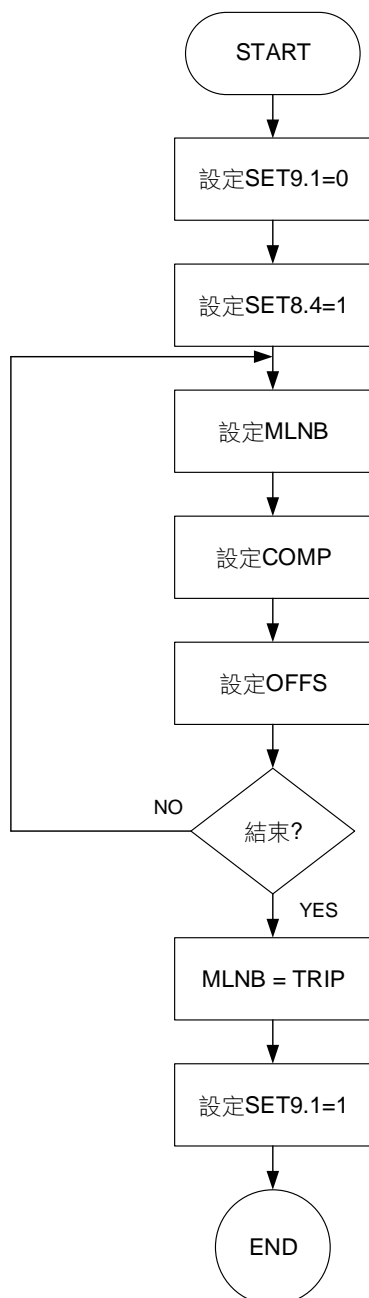 START
設定SET9.1=0
設定SET8.4=1
設定MLNB
設定COMP
設定OFFS
NO
結束?
YES
MLNB = TRIP
設定SET9.1=1
END